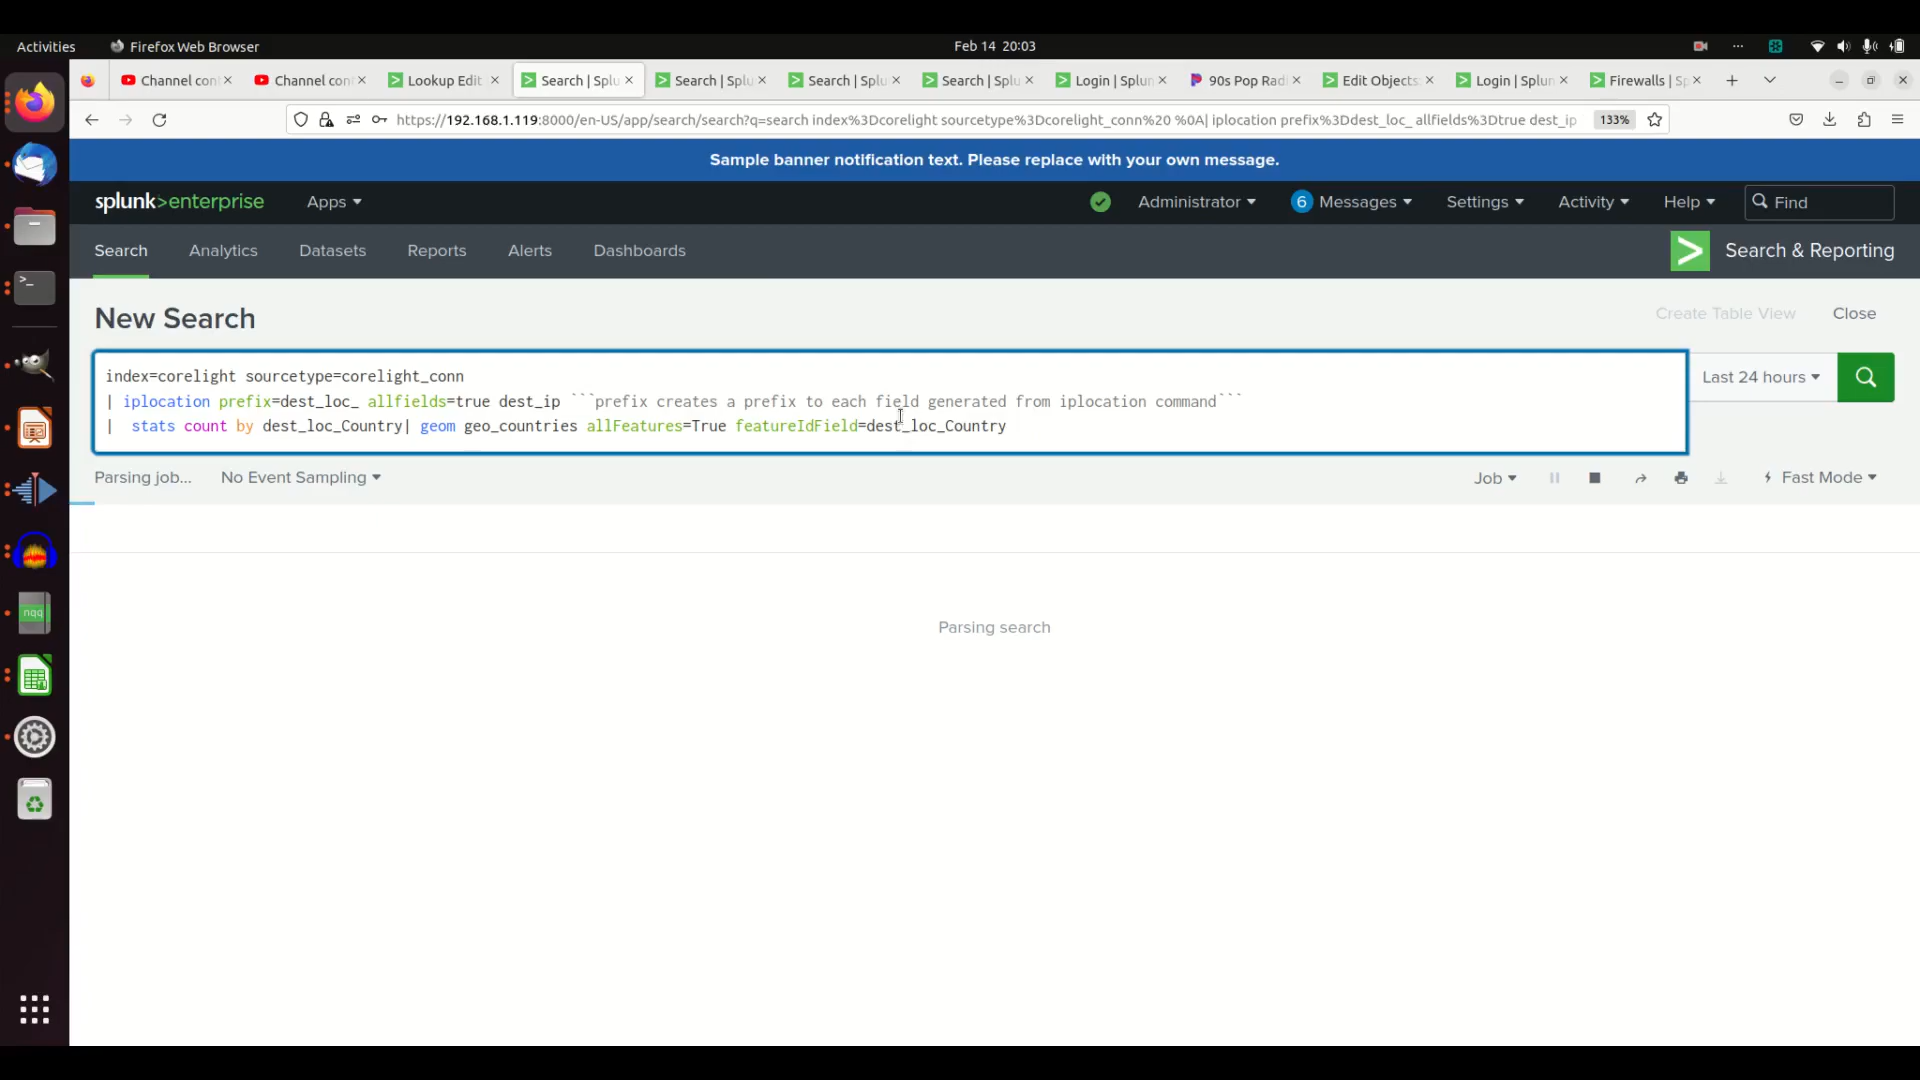 Activities
Firefox Web Browser
Feb 14 20:03
Channel con
Channel con
Lookup Edit
Search | Splu
Search | Splu
Search | Splu
Search | Splu
Login | Splun
90s Pop Radi
Edit Objects
Login | Splun
Firewalls | Sp
https://192.168.1.119:8000/en-US/app/search/search?q=search index%3Dcorelight sourcetype%3Dcorelight_conn%20 %0A| iplocation prefix%3Ddest_loc_ allfields%3Dtrue dest_ip
133%
Sample banner notification text. Please replace with your own message.
splunk>enterprise
Apps
Administrator
6 Messages
Settings
Activity
Help
Find
Search
Analytics
Datasets
Reports
Alerts
Dashboards
Search & Reporting
New Search
Create Table View
Close
index=corelight sourcetype=corelight_conn
| iplocation prefix=dest_loc_ allfields=true dest_ip ```prefix creates a prefix to each field generated from iplocation command```
|  stats count by dest_loc_Country| geom geo_countries allFeatures=True featureIdField=dest_loc_Country
Last 24 hours
Parsing job...
No Event Sampling
Job
Fast Mode
Parsing search
nqq